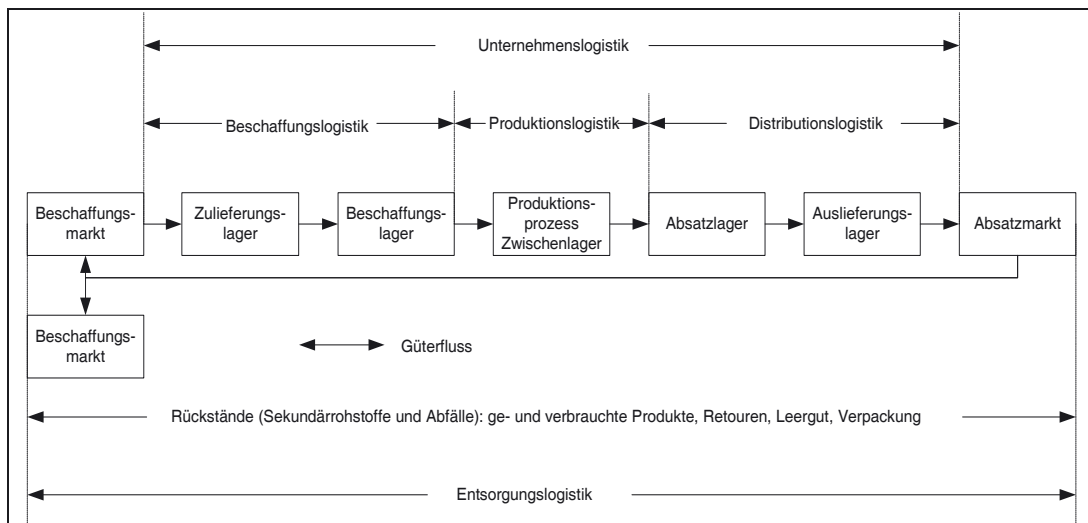 Unternehmenslogistik
Beschaffungslogistik
Produktionslogistik
Distributionslogistik
Beschaffungs-
markt
Zulieferungs-
lager
Beschaffungs-
lager
Produktions-
prozess
Zwischenlager
Absatzlager
Auslieferungs-
lager
Absatzmarkt
Beschaffungs-
markt
Güterfluss
Rückstände (Sekundärrohstoffe und Abfälle): ge- und verbrauchte Produkte, Retouren, Leergut, Verpackung
Entsorgungslogistik